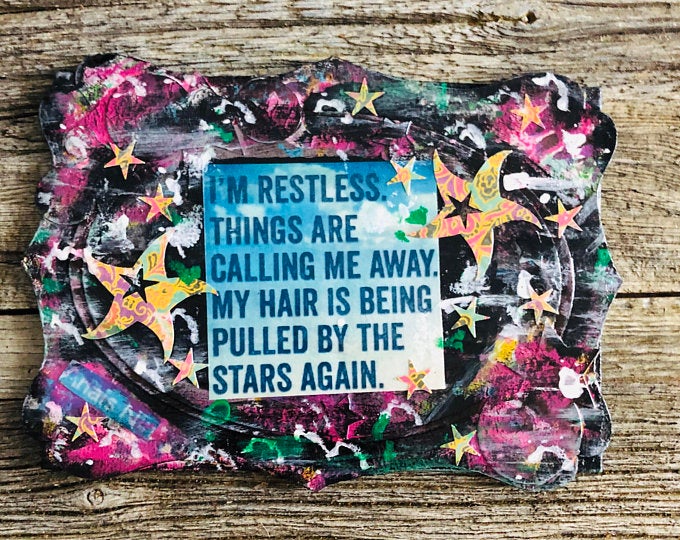 I'M RESTLESS.
THINGS ARE
CALLING ME AWAY.
MY HAIR IS BEING
PULLED BY THE
STARS AGAIN.